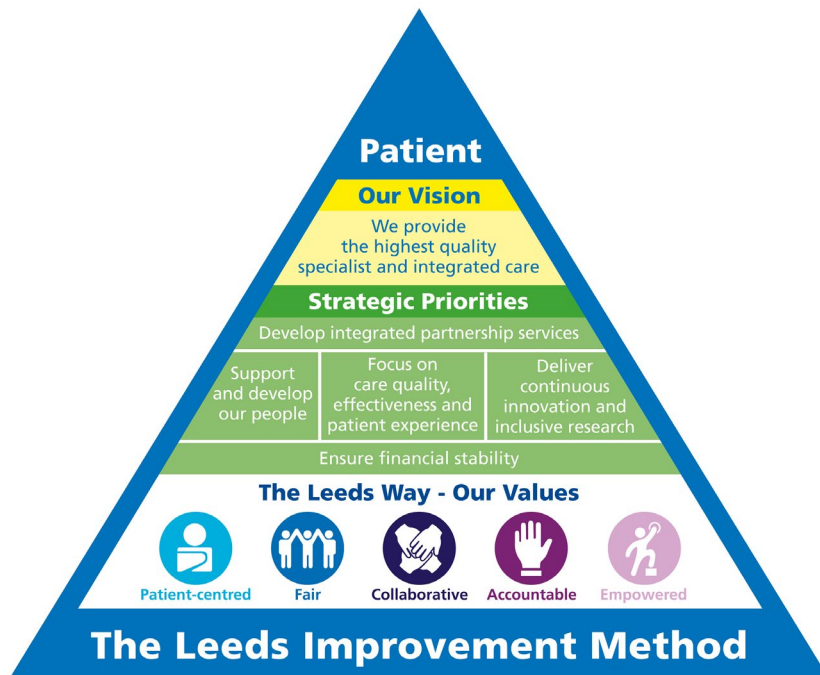 Patient
Our Vision
We provide
the highest quality
specialist and integrated care
Strategic Priorities
Develop integrated partnership services
Support
and develop
our people
Focus on
care quality,
effectiveness and
patient experience
Deliver
continuous
innovation and
inclusive research
Ensure financial stability
The Leeds Way - Our Values
Patient-centred
Fair
Collaborative
Accountable
Empowered
The Leeds Improvement Method